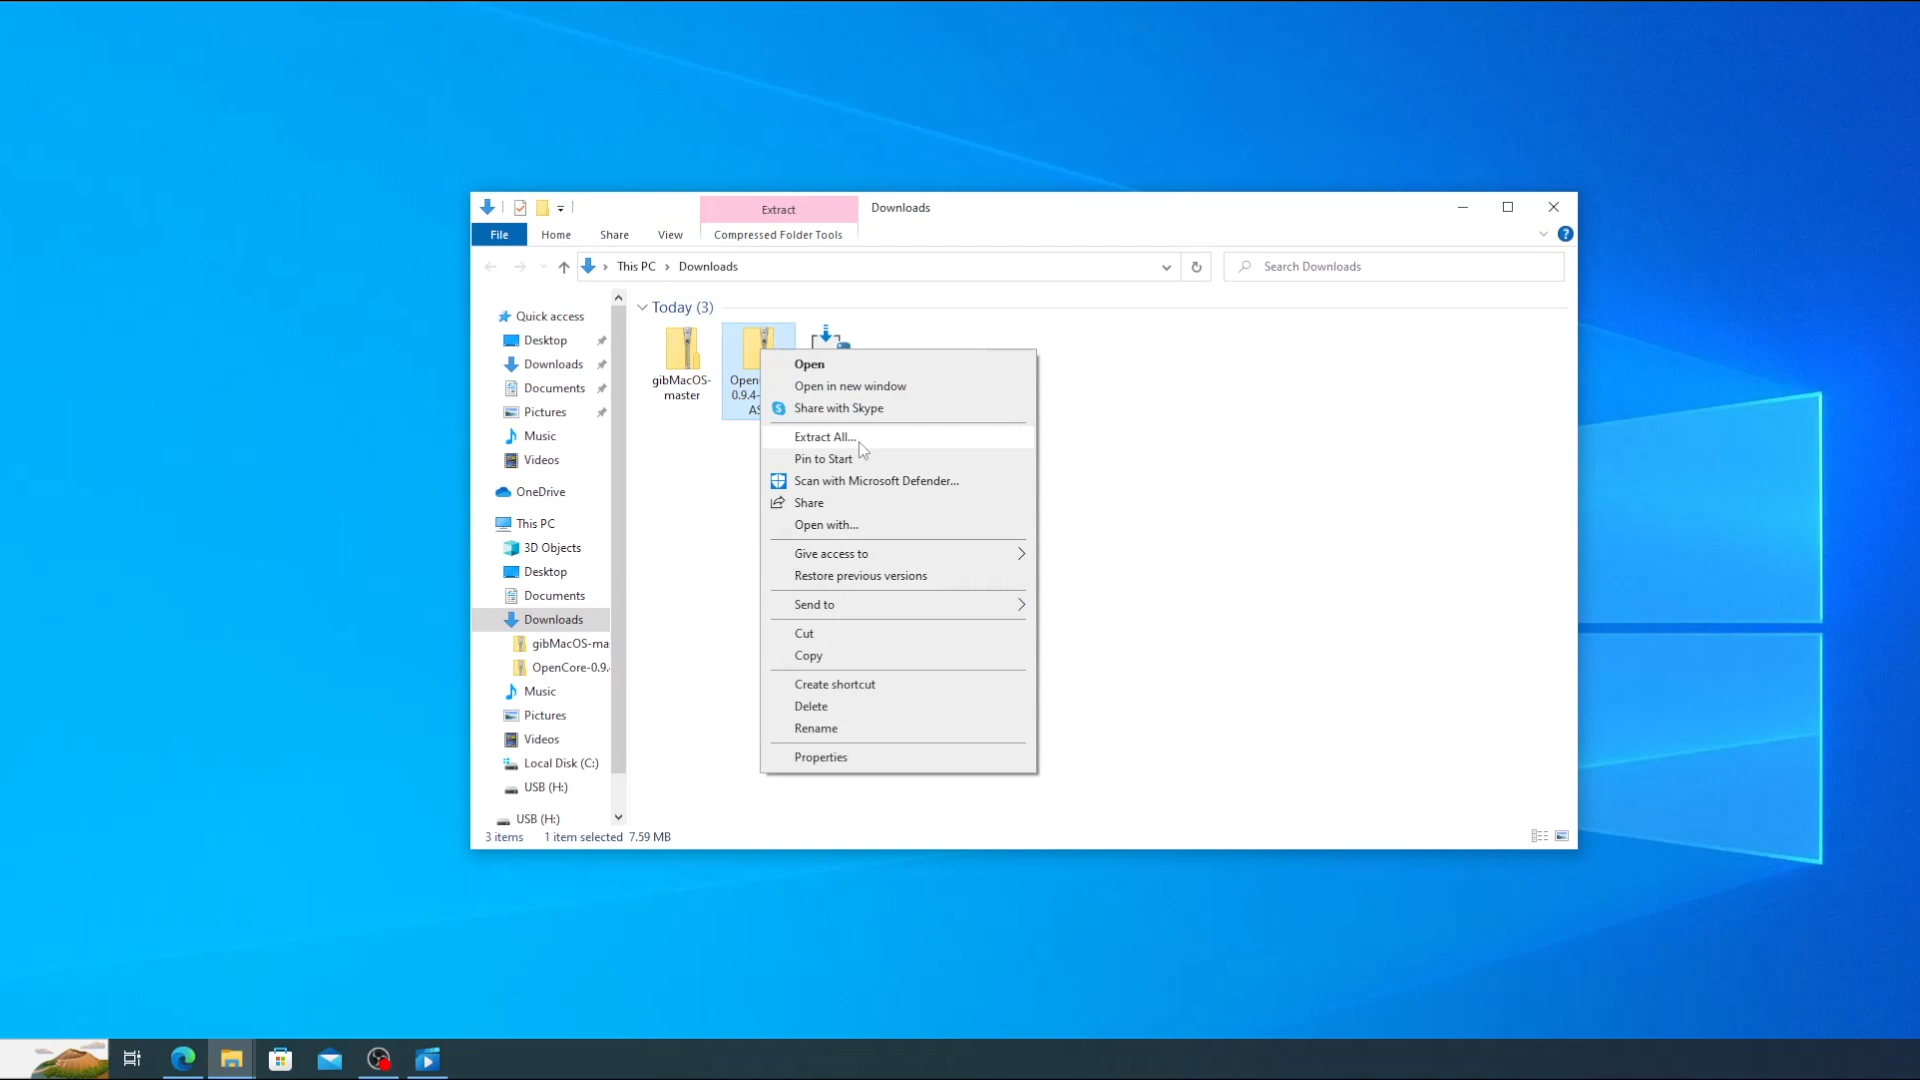 Extract
Downloads
File
Home
Share
View
Compressed Folder Tools
This PC
Downloads
Search Downloads
Quick access
Desktop
Downloads
Documents
Pictures
Music
Videos
OneDrive
This PC
3D Objects
Desktop
Documents
Downloads
gibMacOS-ma
OpenCore-0.9.
Music
Pictures
Videos
Local Disk (C:)
USB (H:)
USB (H:)
Today (3)
gibMacOS-
master
Open
0.9.4-
AS
Open
Open in new window
Share with Skype
Extract All...
Pin to Start
Scan with Microsoft Defender...
Share
Open with...
Give access to
Restore previous versions
Send to
Cut
Copy
Create shortcut
Delete
Rename
Properties
3 items
1 item selected 7.59 MB